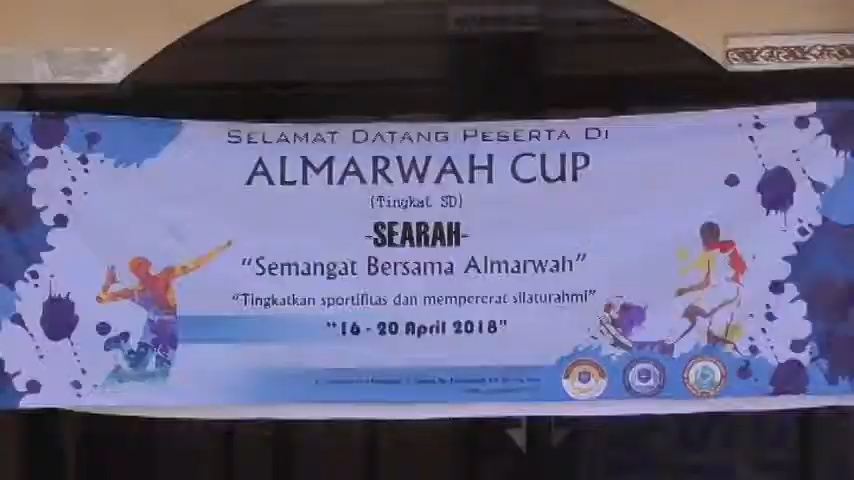 SELAMAT DATANG PESERTA DI
ALMARWAH CUP
(Tingkat SD)
-SEARAH-
"Semangat Bersama Almarwah"
"Tingkatkan sportifitas dan mempererat silaturahmi"
"16 - 20 April 2018"